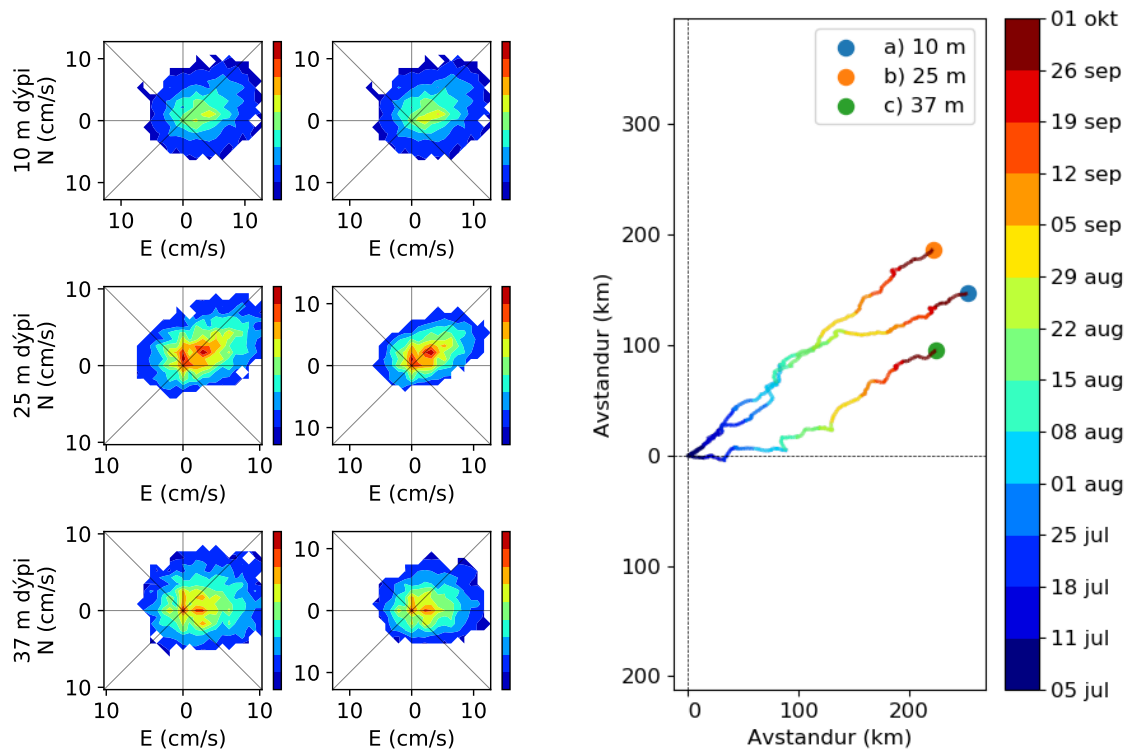 10 m dýpi
N (cm/s)
10
0
10
10 0 10
E (cm/s)
10
0
10
10 0 10
E (cm/s)
25 m dýpi
N (cm/s)
10
0
10
10 0 10
E (cm/s)
10
0
10
10 0 10
E (cm/s)
37 m dýpi
N (cm/s)
10
0
10
10 0 10
E (cm/s)
10
0
10
10 0 10
E (cm/s)
a) 10 m
b) 25 m
c) 37 m
Avstandur (km)
300
200
100
0
100
200
0 100 200
Avstandur (km)
01 okt
26 sep
19 sep
12 sep
05 sep
29 aug
22 aug
15 aug
08 aug
01 aug
25 jul
18 jul
11 jul
05 jul